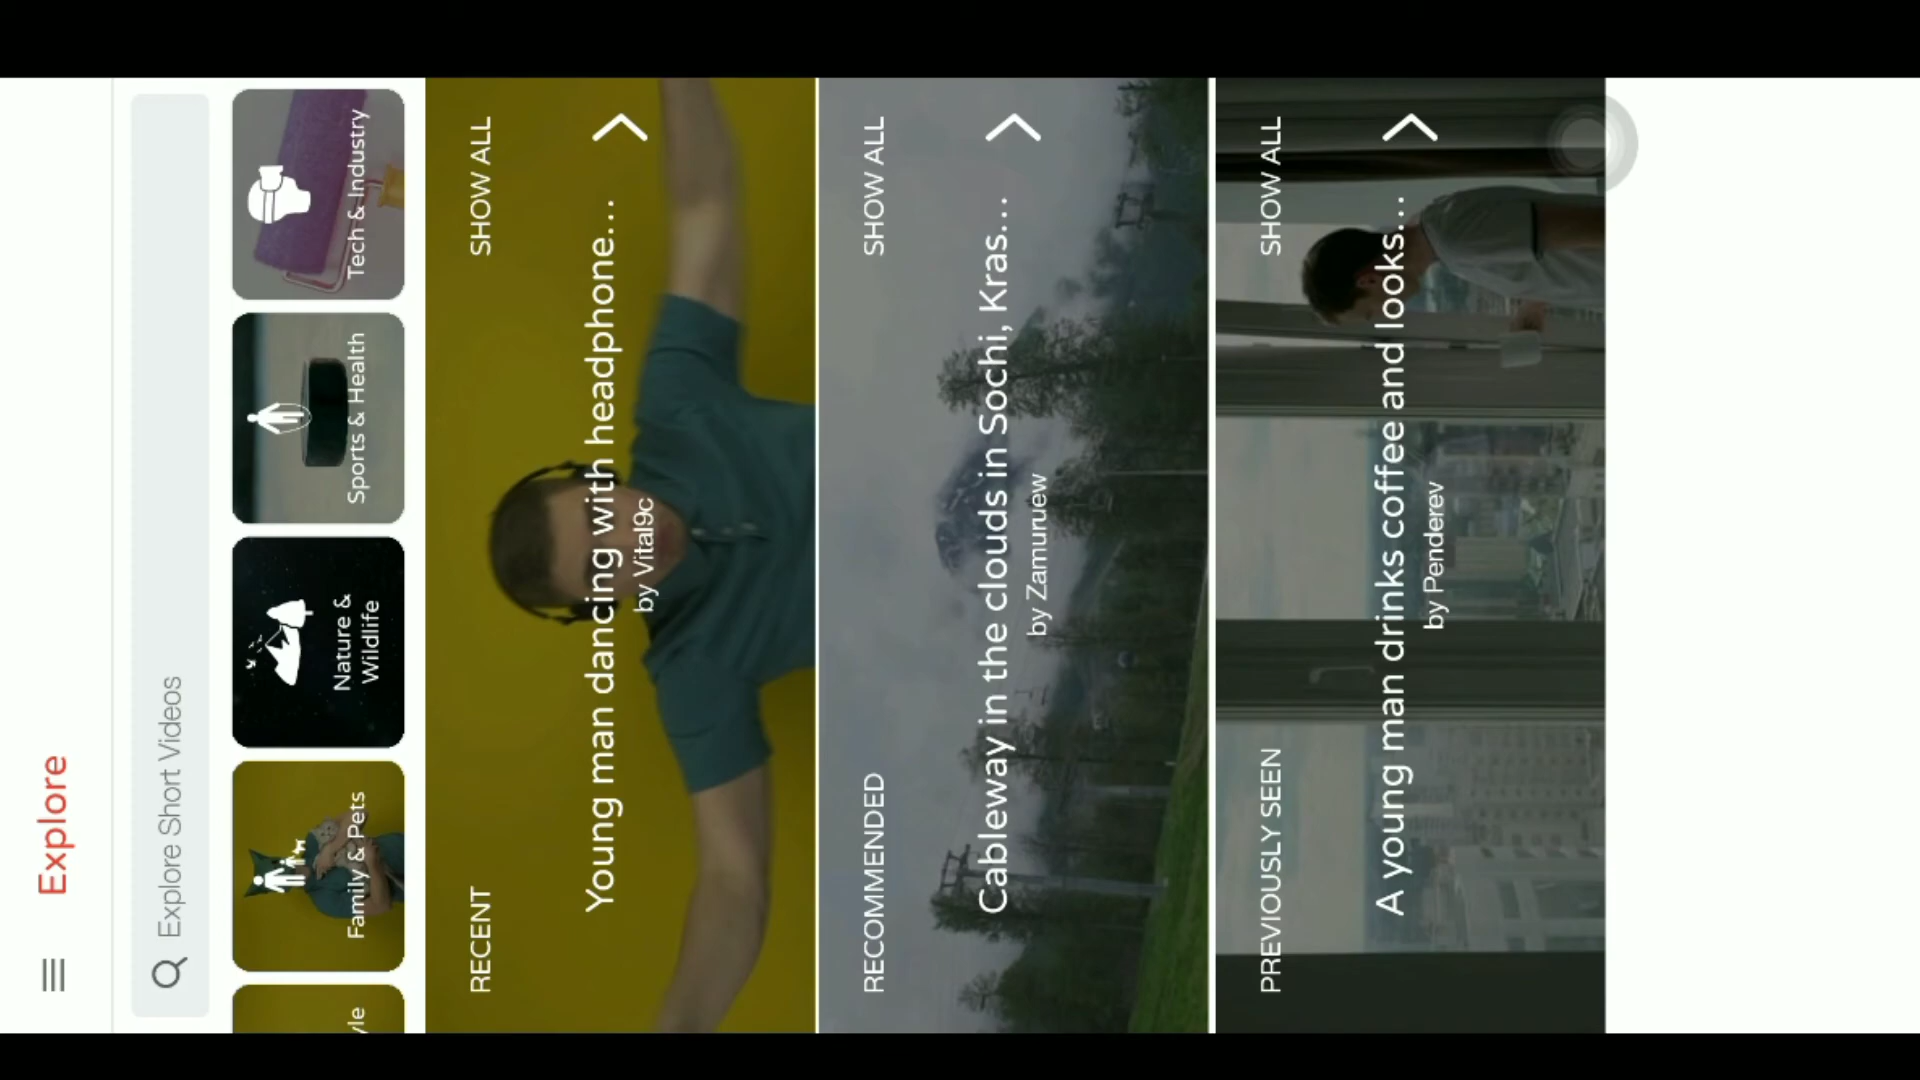 Explore
Explore Short Videos
yle
Family & Pets
Nature &
Wildlife
Sports & Health
Tech & Industry
RECENT
SHOW ALL
Young man dancing with headphone...
by Vital9c
RECOMMENDED
SHOW ALL
Cableway in the clouds in Sochi, Kras...
by Zamuruew
PREVIOUSLY SEEN
SHOW ALL
A young man drinks coffee and looks...
by Penderev